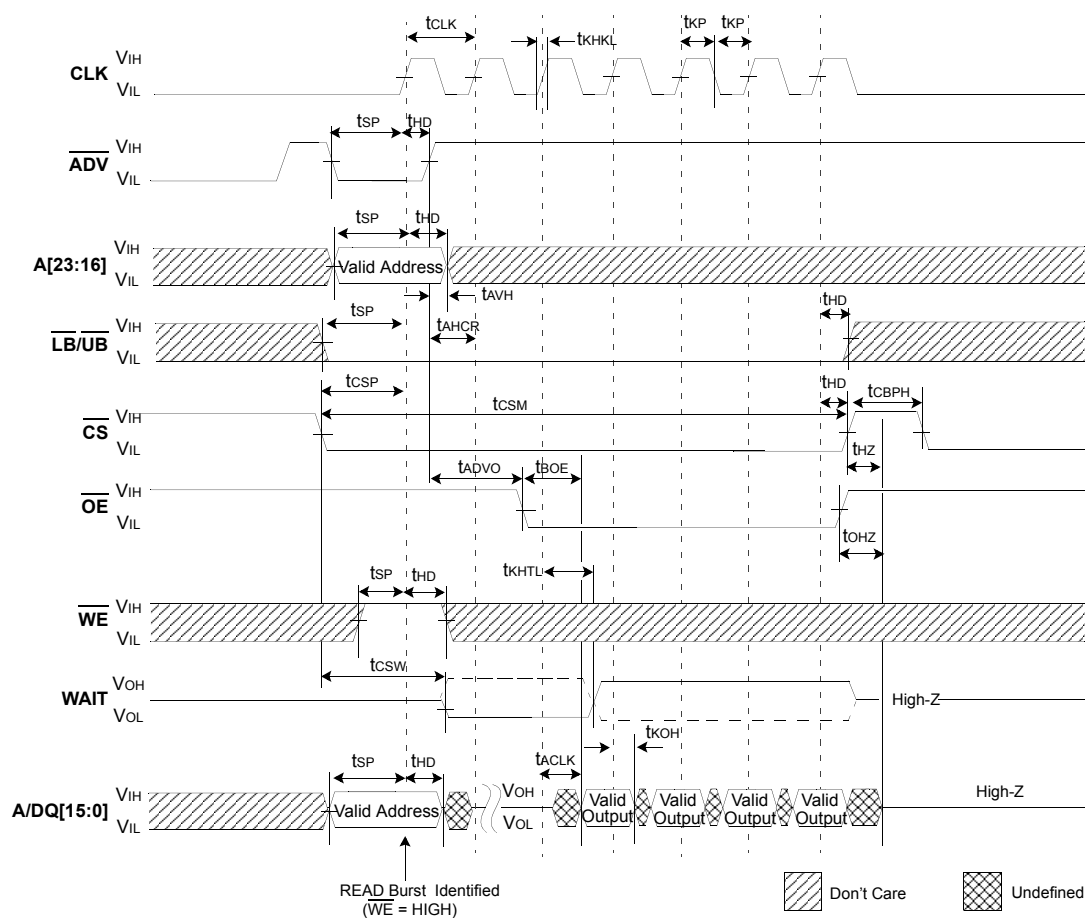 tCLK tKHKL tKP tKP
CLK VIH
VIL
tSP tHD
ADV VIH
VIL
tSP tHD
A[23:16] VIH
VIL
Valid Address
tAVH
tSP tAHCR tHD
LB/UB VIH
VIL
tCSP tCSM tHD tCBPH
CS VIH
VIL
tHZ
tADVO tBOE
OE VIH
VIL
tOHZ
tKHTL
tSP tHD
WE VIH
VIL
tCSW
WAIT VOH
VOL
High-Z
tKOH
tSP tHD tACLK
A/DQ[15:0] VIH
VIL
Valid Address
VOH
VOL
Valid Output
Valid Output
Valid Output
Valid Output
High-Z
READ Burst Identified
(WE = HIGH)
Don't Care
Undefined